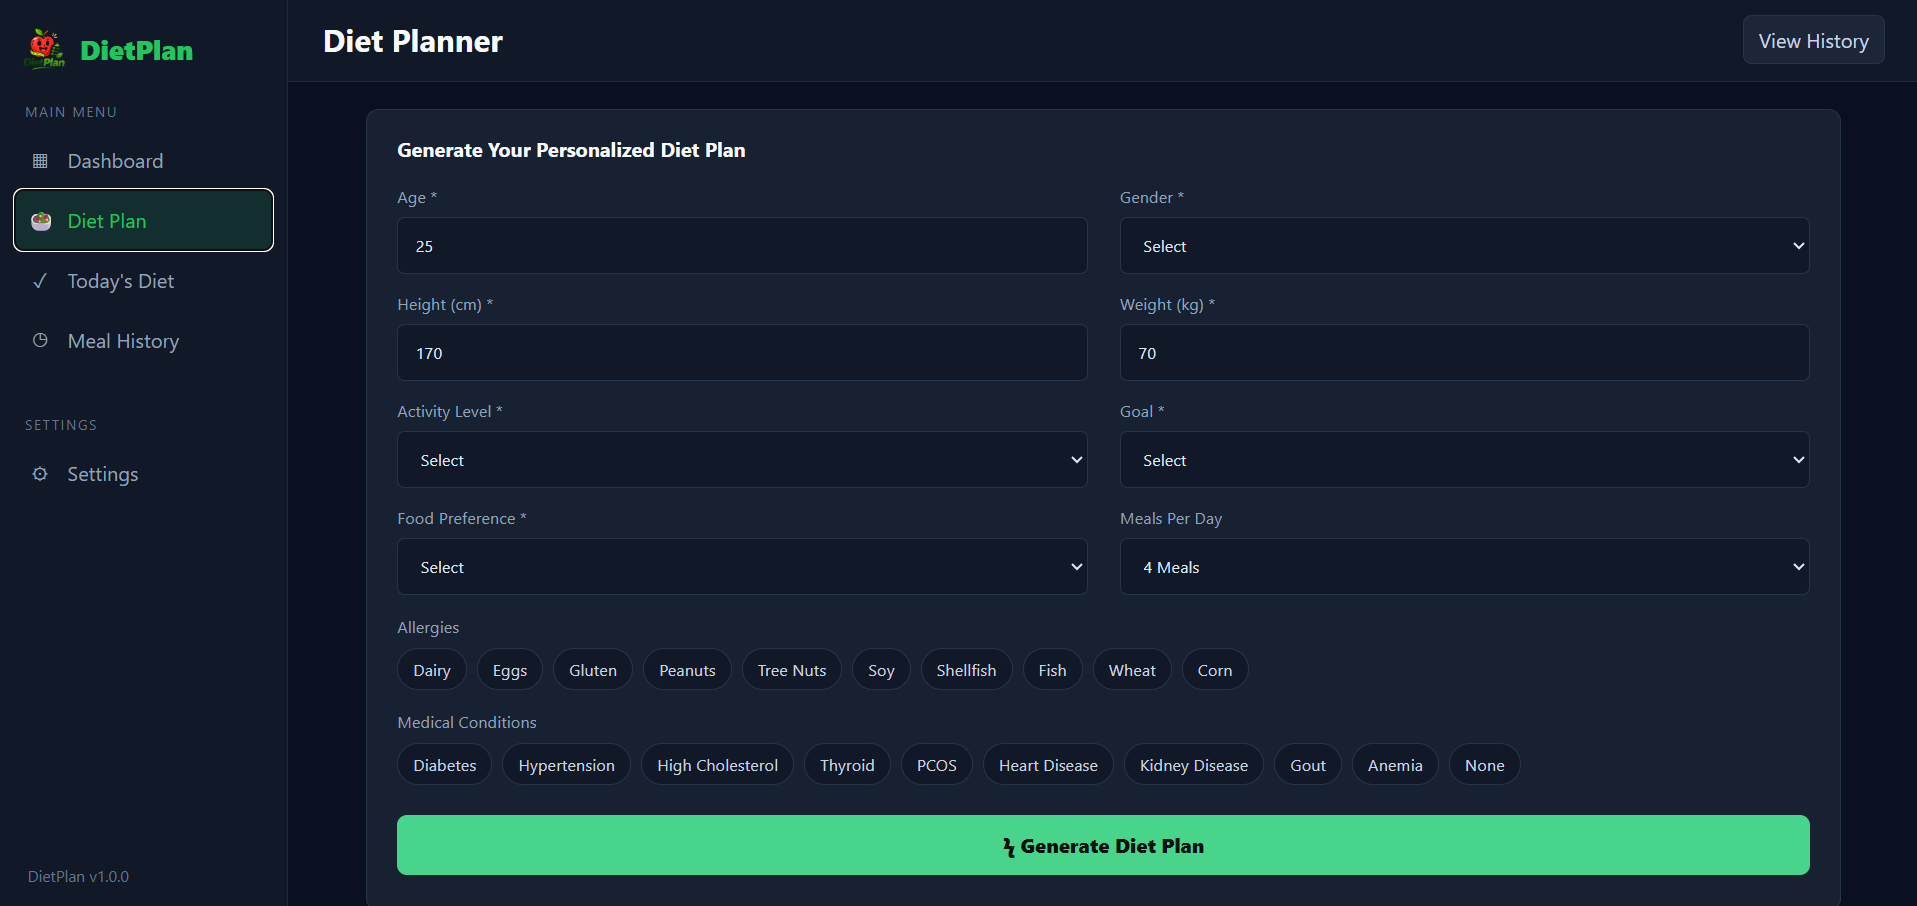 DietPlan
DietPlan
MAIN MENU
Dashboard
Diet Plan
Today's Diet
Meal History
SETTINGS
Settings
DietPlan v1.0.0
Diet Planner
View History
Generate Your Personalized Diet Plan
Age * Gender *
25 Select
Height (cm) * Weight (kg) *
170 70
Activity Level * Goal *
Select Select
Food Preference * Meals Per Day
Select 4 Meals
Allergies
Dairy Eggs Gluten Peanuts Tree Nuts Soy Shellfish Fish Wheat Corn
Medical Conditions
Diabetes Hypertension High Cholesterol Thyroid PCOS Heart Disease Kidney Disease Gout Anemia None
Generate Diet Plan